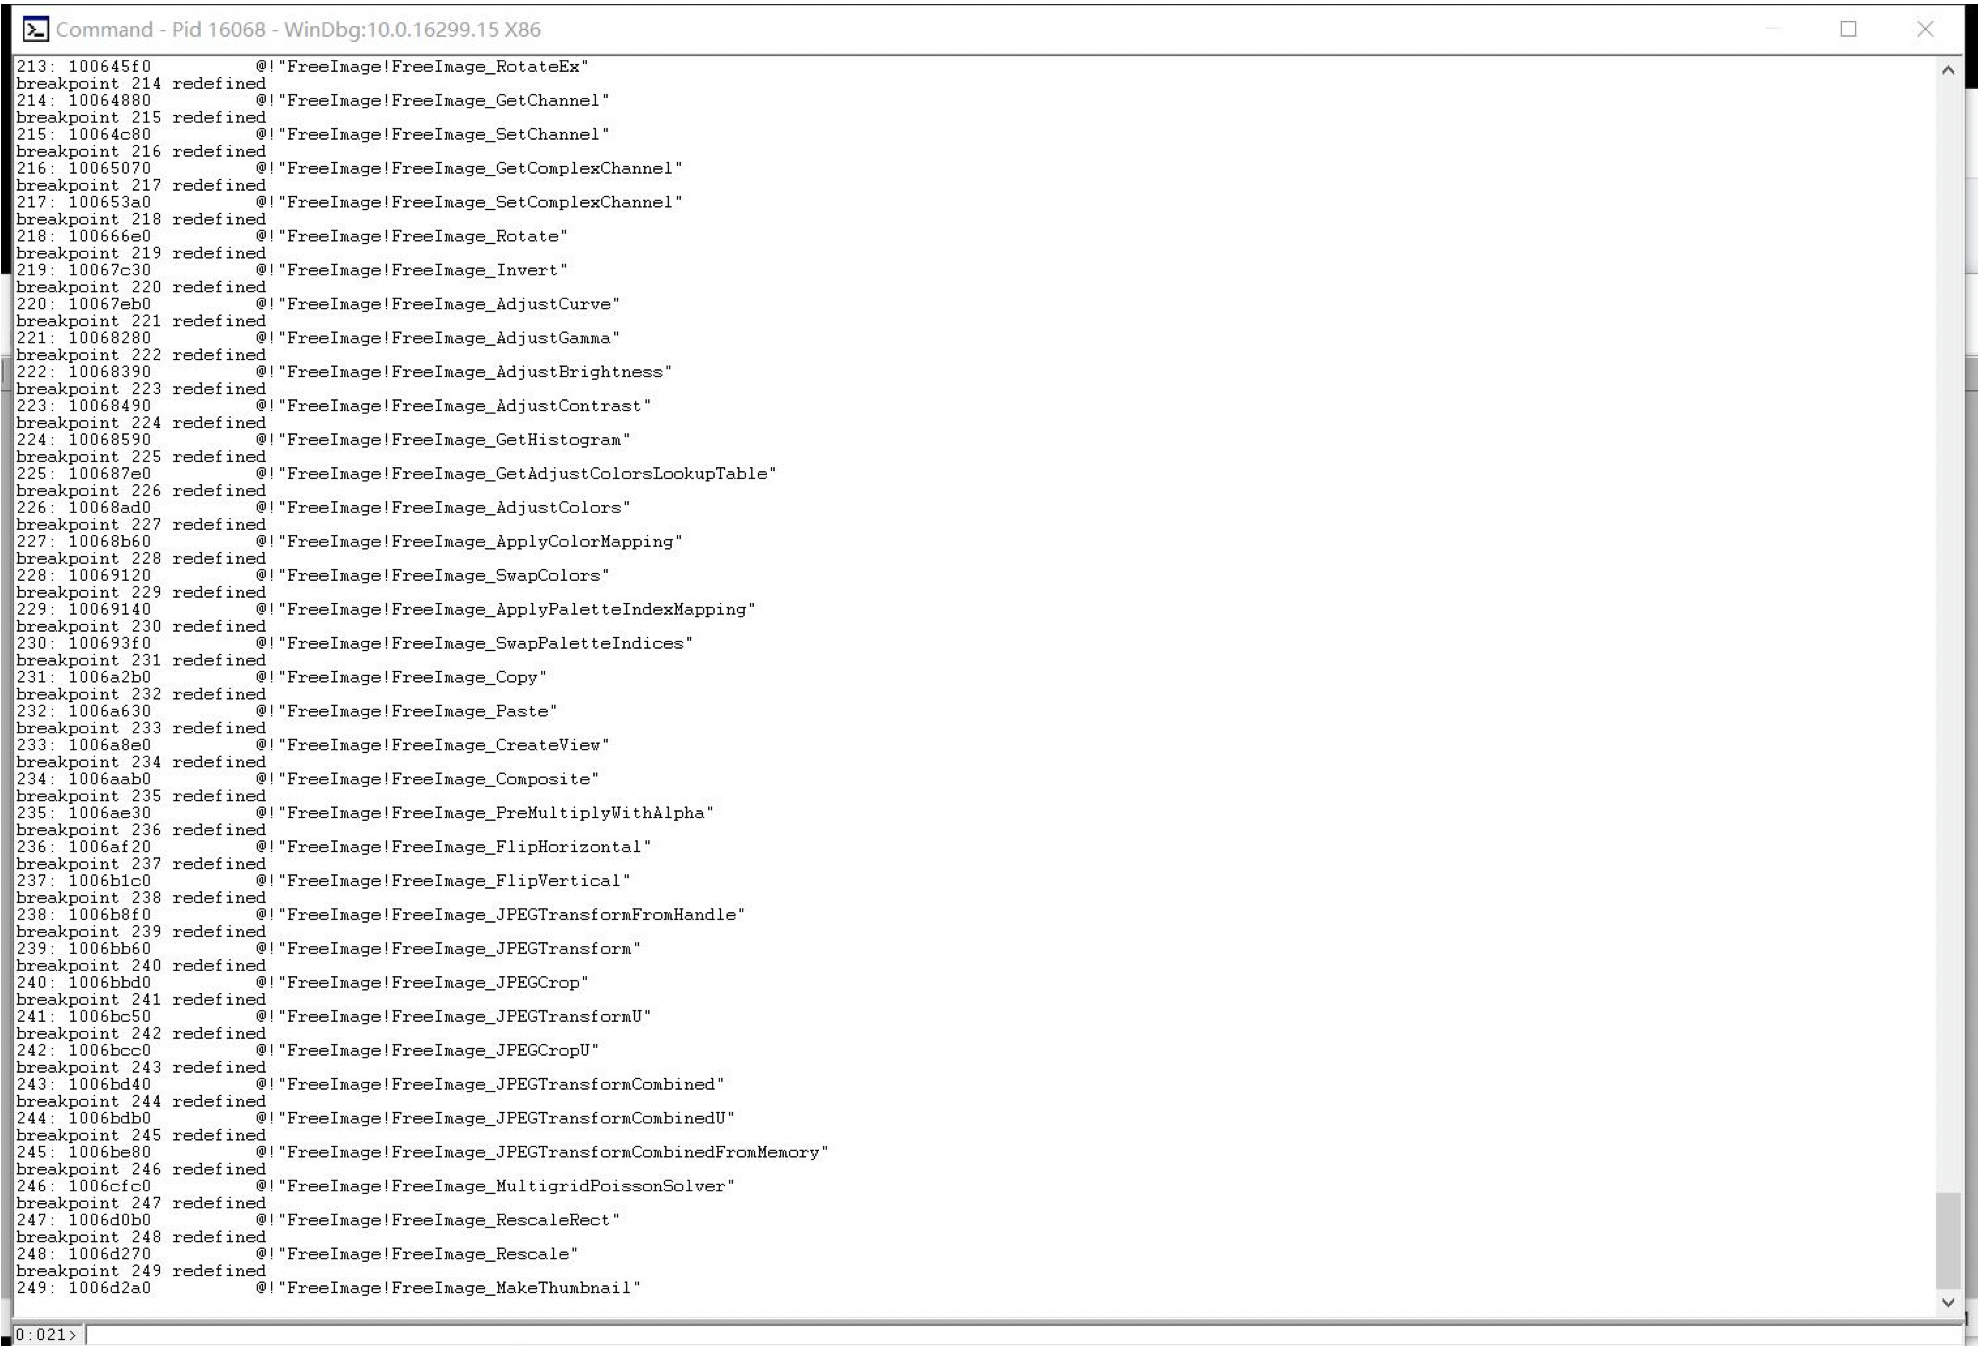 Command - Pid 16068 - WinDbg:10.0.16299.15 X86
213: 100645f0          @!"FreeImage!FreeImage_RotateEx"
breakpoint 214 redefined
214: 10064880          @!"FreeImage!FreeImage_GetChannel"
breakpoint 215 redefined
215: 10064c80          @!"FreeImage!FreeImage_SetChannel"
breakpoint 216 redefined
216: 10065070          @!"FreeImage!FreeImage_GetComplexChannel"
breakpoint 217 redefined
217: 100653a0          @!"FreeImage!FreeImage_SetComplexChannel"
breakpoint 218 redefined
218: 100666e0          @!"FreeImage!FreeImage_Rotate"
breakpoint 219 redefined
219: 10067c30          @!"FreeImage!FreeImage_Invert"
breakpoint 220 redefined
220: 10067eb0          @!"FreeImage!FreeImage_AdjustCurve"
breakpoint 221 redefined
221: 10068280          @!"FreeImage!FreeImage_AdjustGamma"
breakpoint 222 redefined
222: 10068390          @!"FreeImage!FreeImage_AdjustBrightness"
breakpoint 223 redefined
223: 10068490          @!"FreeImage!FreeImage_AdjustContrast"
breakpoint 224 redefined
224: 10068590          @!"FreeImage!FreeImage_GetHistogram"
breakpoint 225 redefined
225: 100687e0          @!"FreeImage!FreeImage_GetAdjustColorsLookupTable"
breakpoint 226 redefined
226: 10068ad0          @!"FreeImage!FreeImage_AdjustColors"
breakpoint 227 redefined
227: 10068b60          @!"FreeImage!FreeImage_ApplyColorMapping"
breakpoint 228 redefined
228: 10069120          @!"FreeImage!FreeImage_SwapColors"
breakpoint 229 redefined
229: 10069140          @!"FreeImage!FreeImage_ApplyPaletteIndexMapping"
breakpoint 230 redefined
230: 100693f0          @!"FreeImage!FreeImage_SwapPaletteIndices"
breakpoint 231 redefined
231: 1006a2b0          @!"FreeImage!FreeImage_Copy"
breakpoint 232 redefined
232: 1006a630          @!"FreeImage!FreeImage_Paste"
breakpoint 233 redefined
233: 1006a8e0          @!"FreeImage!FreeImage_CreateView"
breakpoint 234 redefined
234: 1006aab0          @!"FreeImage!FreeImage_Composite"
breakpoint 235 redefined
235: 1006ae30          @!"FreeImage!FreeImage_PreMultiplyWithAlpha"
breakpoint 236 redefined
236: 1006af20          @!"FreeImage!FreeImage_FlipHorizontal"
breakpoint 237 redefined
237: 1006b1c0          @!"FreeImage!FreeImage_FlipVertical"
breakpoint 238 redefined
238: 1006b8f0          @!"FreeImage!FreeImage_JPEGTransformFromHandle"
breakpoint 239 redefined
239: 1006bb60          @!"FreeImage!FreeImage_JPEGTransform"
breakpoint 240 redefined
240: 1006bbd0          @!"FreeImage!FreeImage_JPEGCrop"
breakpoint 241 redefined
241: 1006bc50          @!"FreeImage!FreeImage_JPEGTransformU"
breakpoint 242 redefined
242: 1006bcc0          @!"FreeImage!FreeImage_JPEGCropU"
breakpoint 243 redefined
243: 1006bd40          @!"FreeImage!FreeImage_JPEGTransformCombined"
breakpoint 244 redefined
244: 1006bdb0          @!"FreeImage!FreeImage_JPEGTransformCombinedU"
breakpoint 245 redefined
245: 1006be80          @!"FreeImage!FreeImage_JPEGTransformCombinedFromMemory"
breakpoint 246 redefined
246: 1006cfc0          @!"FreeImage!FreeImage_MultigridPoissonSolver"
breakpoint 247 redefined
247: 1006d0b0          @!"FreeImage!FreeImage_RescaleRect"
breakpoint 248 redefined
248: 1006d270          @!"FreeImage!FreeImage_Rescale"
breakpoint 249 redefined
249: 1006d2a0          @!"FreeImage!FreeImage_MakeThumbnail"
0:021>